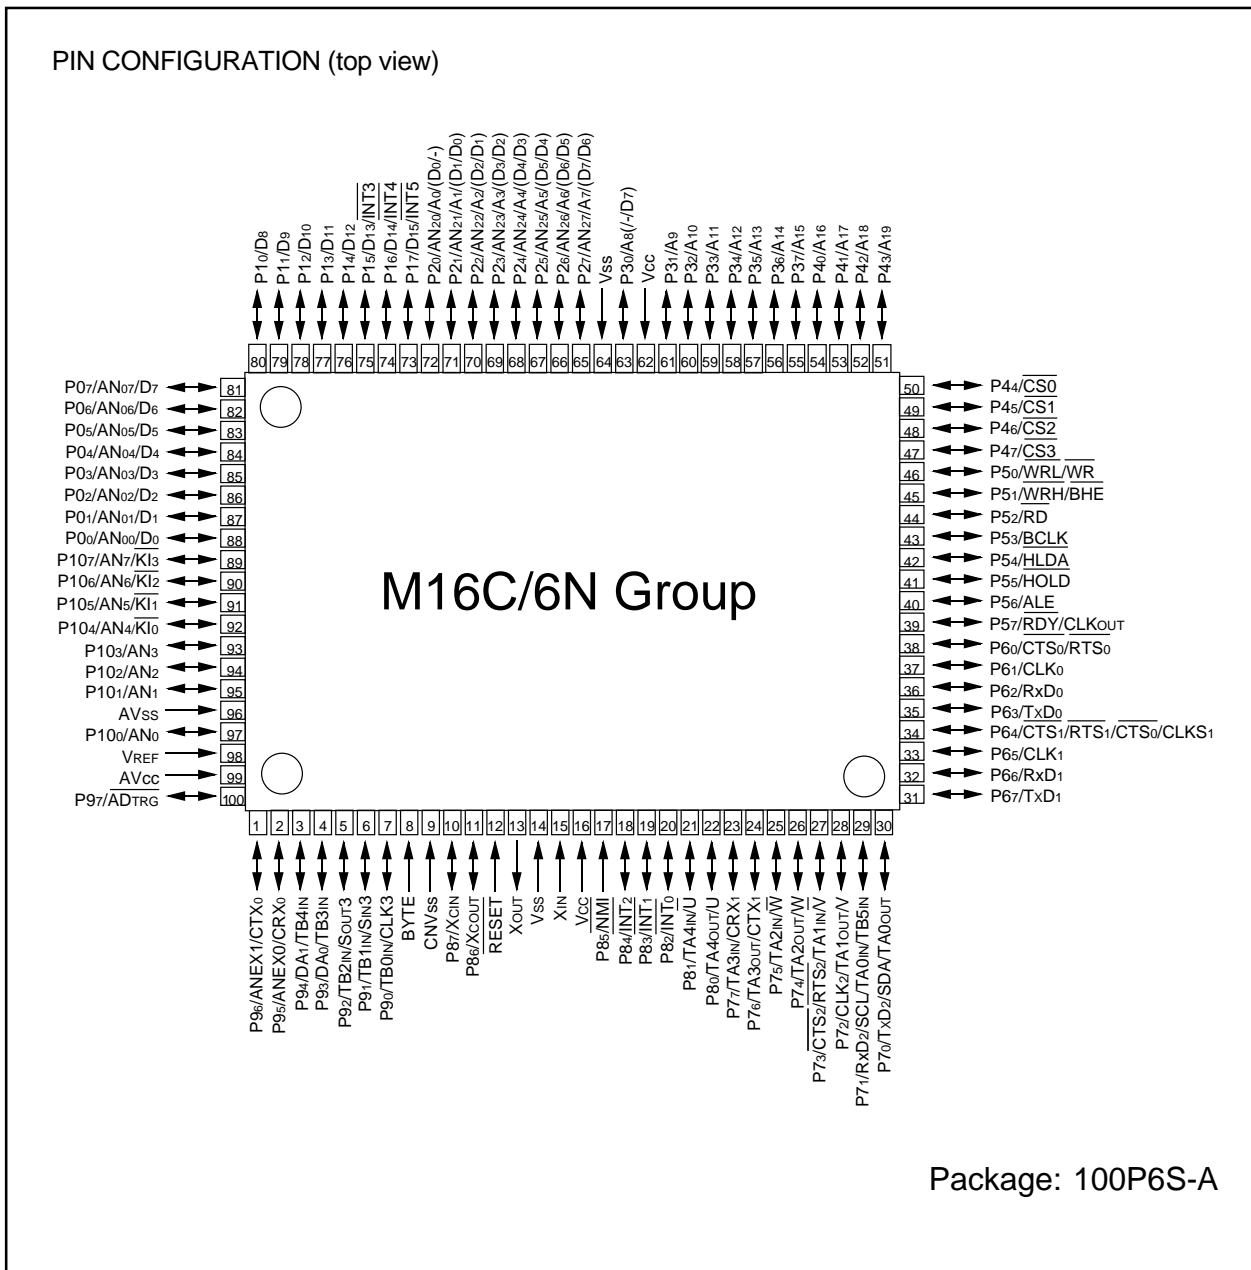 PIN CONFIGURATION (top view)
P10/D8
P11/D9
P12/D10
P13/D11
P14/D12
P15/D13/INT3
P16/D14/INT4
P17/D15/INT5
P20/AN20/A0/(D0/-)
P21/AN21/A1/(D1/D0)
P22/AN22/A2/(D2/D1)
P23/AN23/A3/(D3/D2)
P24/AN24/A4/(D4/D3)
P25/AN25/A5/(D5/D4)
P26/AN26/A6/(D6/D5)
P27/AN27/A7/(D7/D6)
Vss
P30/A8(/-/D7)
Vcc
P31/A9
P32/A10
P33/A11
P34/A12
P35/A13
P36/A14
P37/A15
P40/A16
P41/A17
P42/A18
P43/A19
80 79 78 77 76 75 74 73 72 71 70 69 68 67 66 65 64 63 62 61 60 59 58 57 56 55 54 53 52 51
P07/AN07/D7 81
P06/AN06/D6 82
P05/AN05/D5 83
P04/AN04/D4 84
P03/AN03/D3 85
P02/AN02/D2 86
P01/AN01/D1 87
P00/AN00/D0 88
P107/AN7/KI3 89
P106/AN6/KI2 90
P105/AN5/KI1 91
P104/AN4/KI0 92
P103/AN3 93
P102/AN2 94
P101/AN1 95
AVSS 96
P100/AN0 97
VREF 98
AVCC 99
P97/ADTRG 100
M16C/6N Group
50 P44/CS0
49 P45/CS1
48 P46/CS2
47 P47/CS3
46 P50/WRL/WR
45 P51/WRH/BHE
44 P52/RD
43 P53/BCLK
42 P54/HLDA
41 P55/HOLD
40 P56/ALE
39 P57/RDY/CLKOUT
38 P60/CTS0/RTS0
37 P61/CLK0
36 P62/RxD0
35 P63/TxD0
34 P64/CTS1/RTS1/CTS0/CLKS1
33 P65/CLK1
32 P66/RxD1
31 P67/TxD1
1 2 3 4 5 6 7 8 9 10 11 12 13 14 15 16 17 18 19 20 21 22 23 24 25 26 27 28 29 30
P96/ANEX1/CTX0
P95/ANEX0/CRX0
P94/DA1/TB4IN
P93/DA0/TB3IN
P92/TB2IN/SOUT3
P91/TB1IN/SIN3
P90/TB0IN/CLK3
BYTE
CNVSS
P87/XCIN
P86/XCOUT
RESET
XOUT
VSS
XIN
VCC
P85/NMI
P84/INT2
P83/INT1
P82/INT0
P81/TA4IN/U
P80/TA4OUT/U
P77/TA3IN/CRX1
P76/TA3OUT/CTX1
P75/TA2IN/W
P74/TA2OUT/W
P73/CTS2/RTS2/TA1IN/V
P72/CLK2/TA1OUT/V
P71/RxD2/SCL/TA0IN/TB5IN
P70/TxD2/SDA/TA0OUT
Package: 100P6S-A